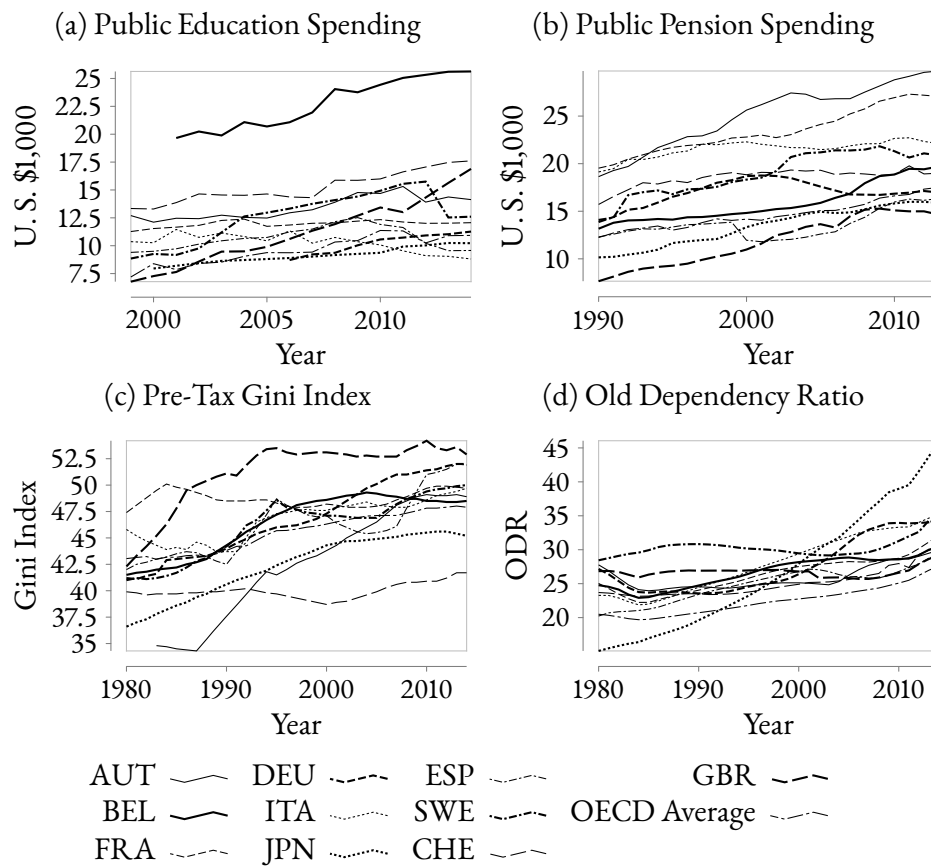 (a) Public Education Spending
(b) Public Pension Spending
25
22.5
20
17.5
15
12.5
10
7.5
U. S. $1,000
2000 2005 2010
Year
25
20
15
10
U. S. $1,000
1990 2000 2010
Year
(c) Pre-Tax Gini Index
(d) Old Dependency Ratio
52.5
50
47.5
45
42.5
40
37.5
35
Gini Index
1980 1990 2000 2010
Year
45
40
35
30
25
20
ODR
1980 1990 2000 2010
Year
AUT DEU ESP GBR
BEL ITA SWE OECD Average
FRA JPN CHE